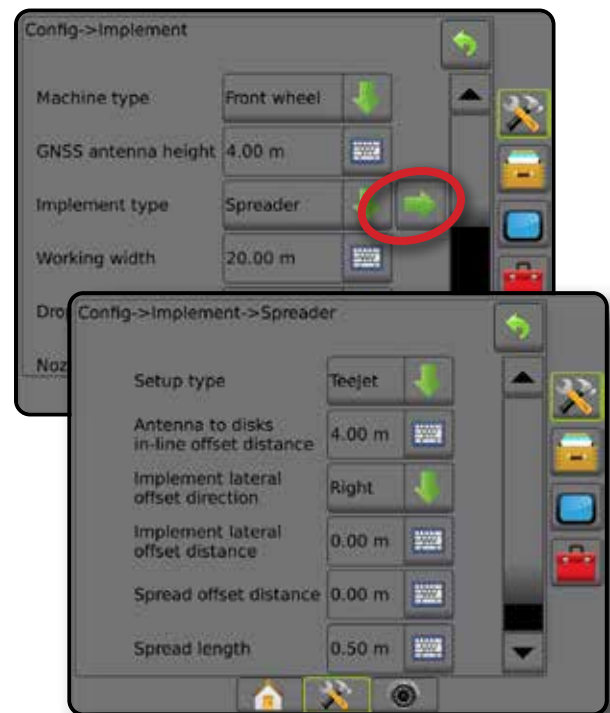 Config->Implement
Machine type Front wheel
GNSS antenna height 4.00 m
Implement type Spreader
Working width 20.00 m
Dro
Noz
Config->Implement->Spreader
Setup type TeeJet
Antenna to disks
in-line offset distance 4.00 m
Implement lateral
offset direction Right
Implement lateral
offset distance 0.00 m
Spread offset distance 0.00 m
Spread length 0.50 m